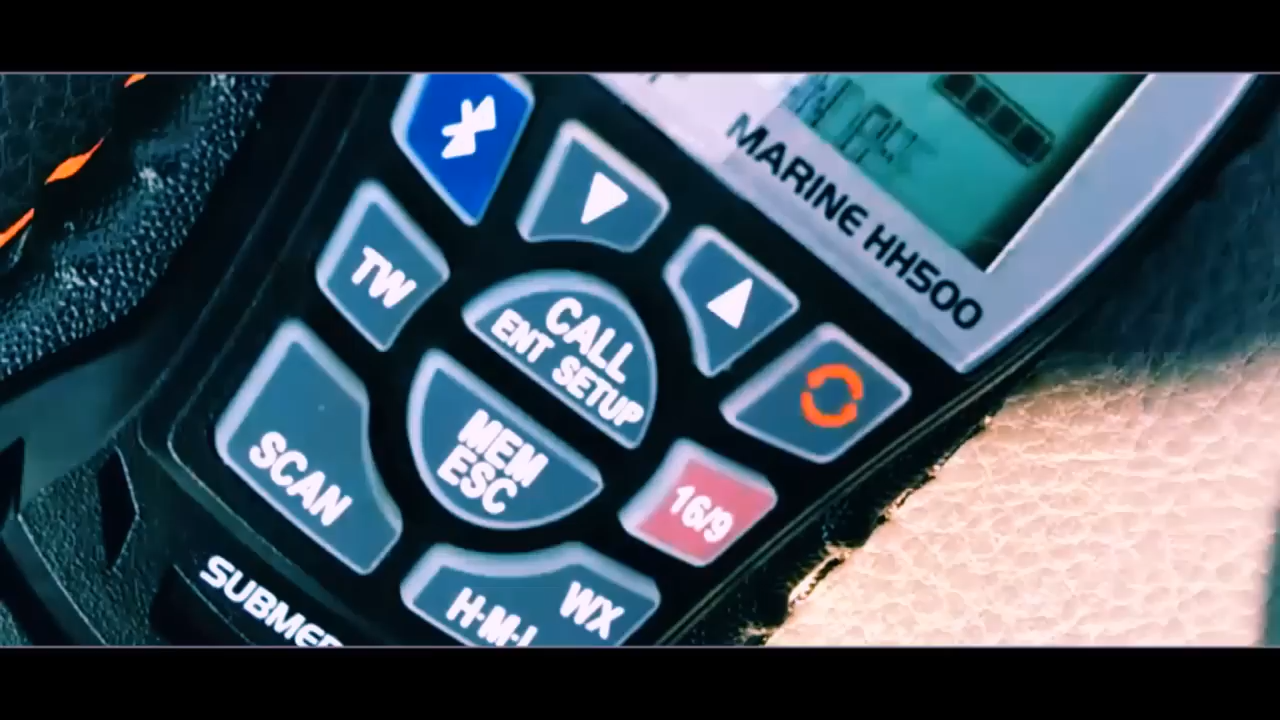 MARINE HH500
TW
CALL
ENT SETUP
MEM
ESC
SCAN
16/9
WX
H-M-L